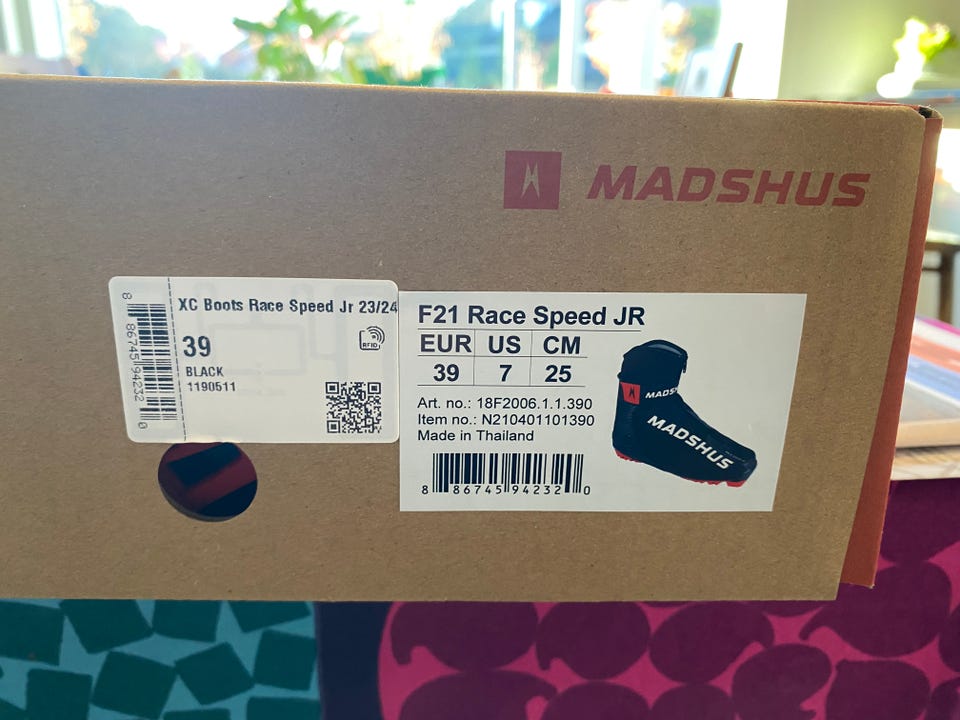 MADSHUS
XC Boots Race Speed Jr 23/24
39
RFID
BLACK
1190511
8 86745 94232 0
F21 Race Speed JR
EUR US CM
39 7 25
Art. no.: 18F2006.1.1.390
Item no.: N210401101390
Made in Thailand
8 86745 94232 0
MADSHUS